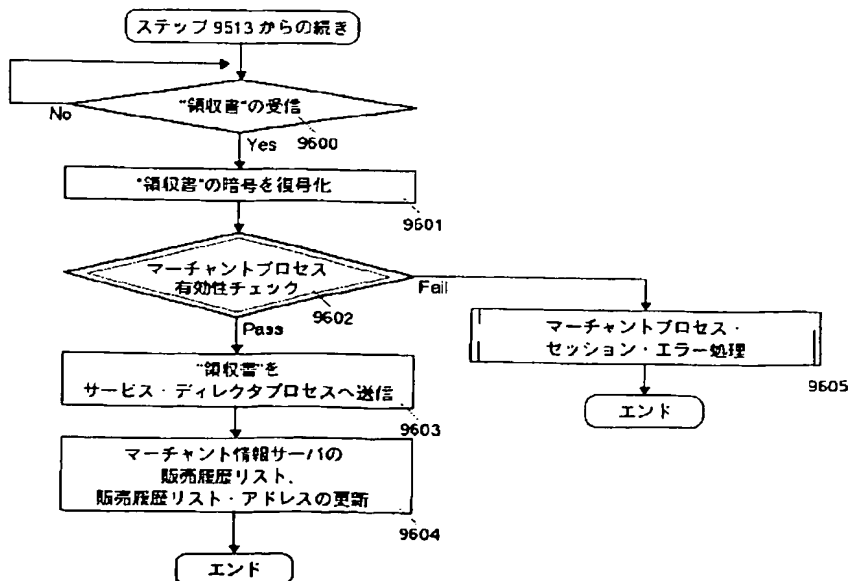 ステップ 9513 からの続き
"領収書"の受信
No
9600
Yes
"領収書"の暗号を復号化
9601
マーチャントプロセス
有効性チェック
Fail
9602
Pass
マーチャントプロセス・
セッション・エラー処理
9605
エンド
"領収書"を
サービス・ディレクタプロセスへ送信
9603
マーチャント情報サーバの
販売履歴リスト、
販売履歴リスト・アドレスの更新
9604
エンド